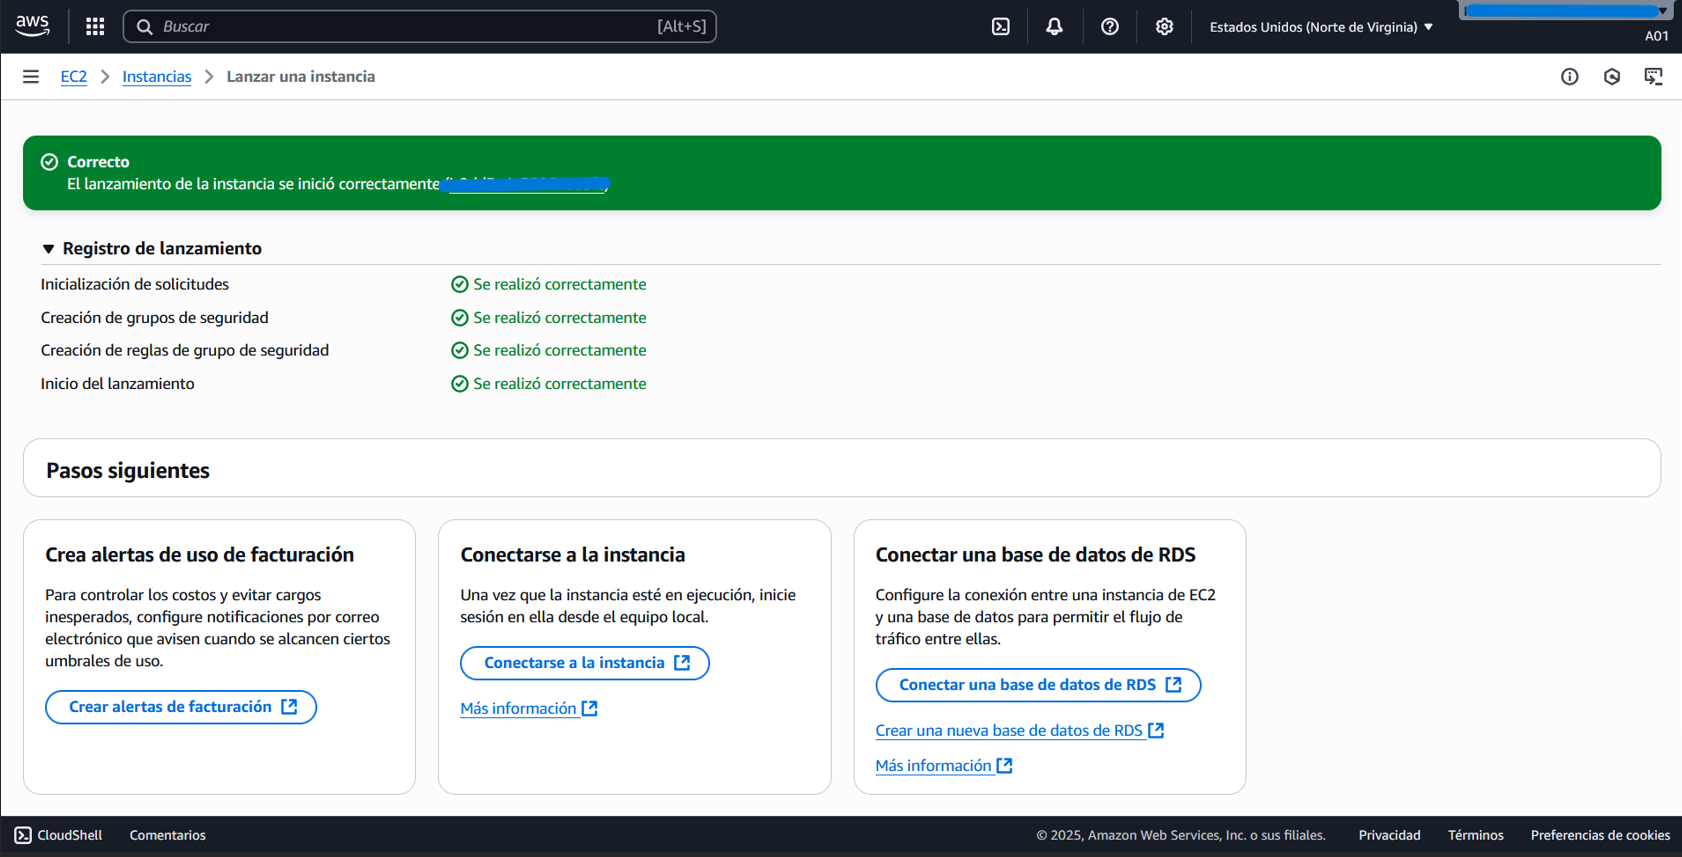 aws
Buscar [Alt+S]
Estados Unidos (Norte de Virginia)
A01
EC2 Instancias Lanzar una instancia
Correcto
El lanzamiento de la instancia se inició correctamente
Registro de lanzamiento
Inicialización de solicitudes Se realizó correctamente
Creación de grupos de seguridad Se realizó correctamente
Creación de reglas de grupo de seguridad Se realizó correctamente
Inicio del lanzamiento Se realizó correctamente
Pasos siguientes
Crea alertas de uso de facturación
Para controlar los costos y evitar cargos
inesperados, configure notificaciones por correo
electrónico que avisen cuando se alcancen ciertos
umbrales de uso.
Crear alertas de facturación
Conectarse a la instancia
Una vez que la instancia esté en ejecución, inicie
sesión en ella desde el equipo local.
Conectarse a la instancia
Más información
Conectar una base de datos de RDS
Configure la conexión entre una instancia de EC2
y una base de datos para permitir el flujo de
tráfico entre ellas.
Conectar una base de datos de RDS
Crear una nueva base de datos de RDS
Más información
CloudShell Comentarios © 2025, Amazon Web Services, Inc. o sus filiales. Privacidad Términos Preferencias de cookies